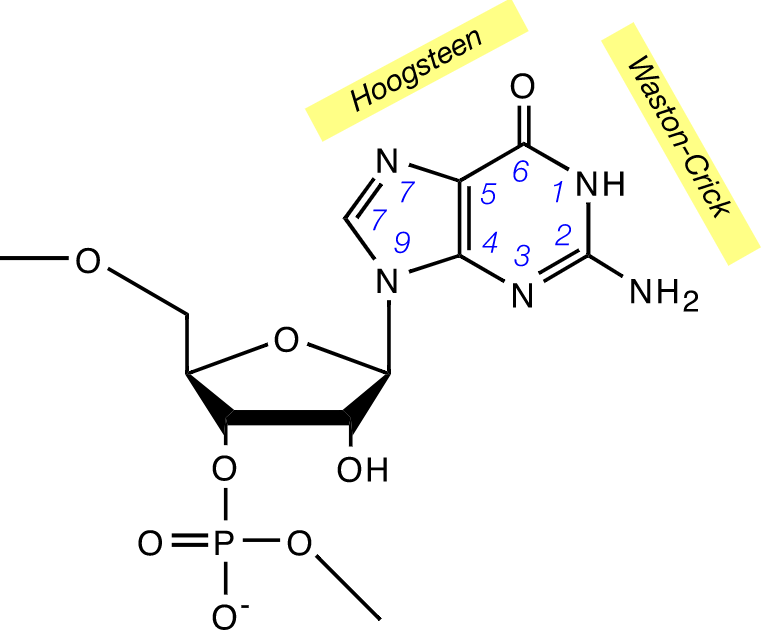 Hoogsteen
Waston-Crick
O
N
7
6
5
1
NH
7
9
4
3
2
O
N
N
NH2
O
O
OH
O
P
O
O-